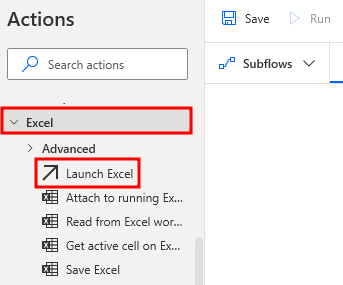 Actions
Save
Run
Search actions
Subflows
Excel
Advanced
Launch Excel
Attach to running Ex...
Read from Excel wor...
Get active cell on Ex...
Save Excel